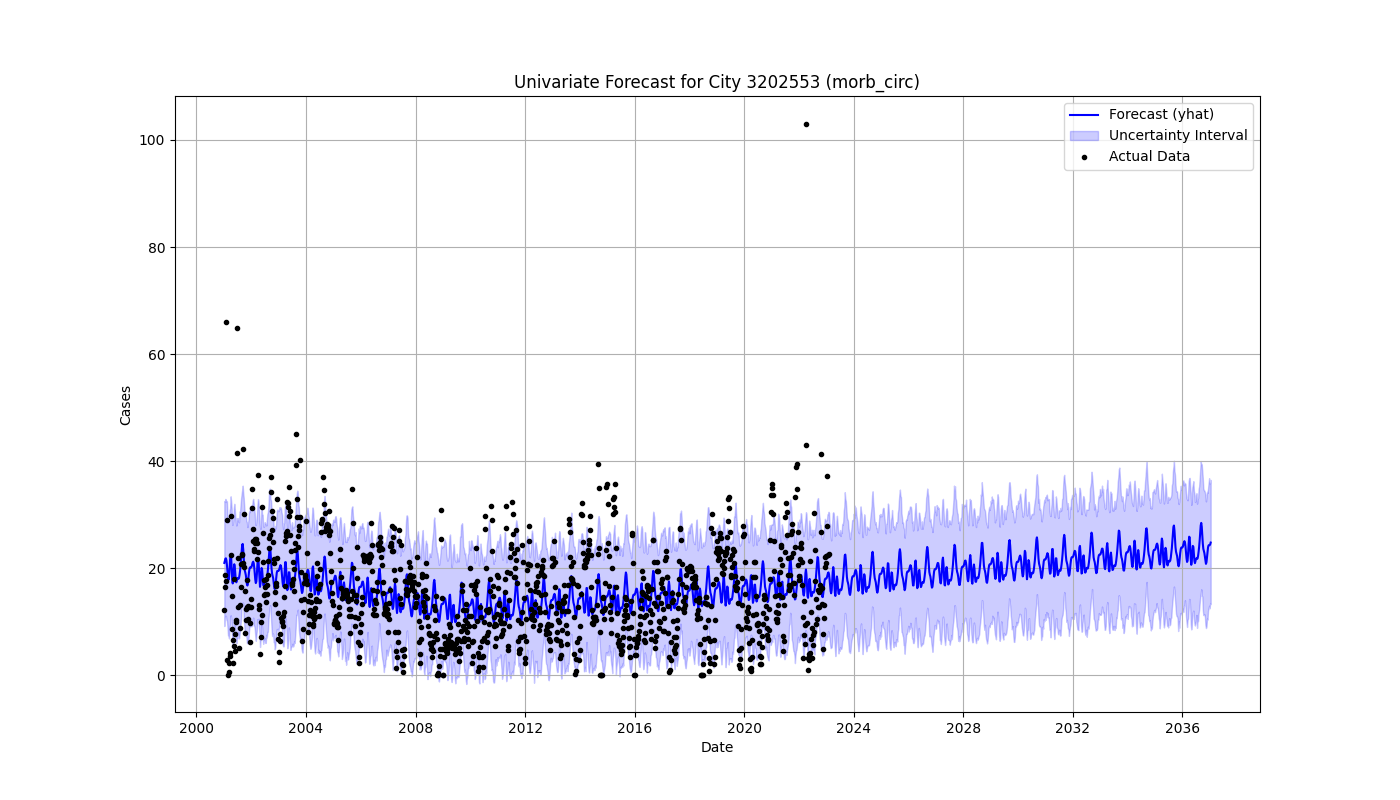 Univariate Forecast for City 3202553 (morb_circ)
Forecast (yhat)
Uncertainty Interval
Actual Data
100
80
60
40
20
0
Cases
2000 2004 2008 2012 2016 2020 2024 2028 2032 2036
Date